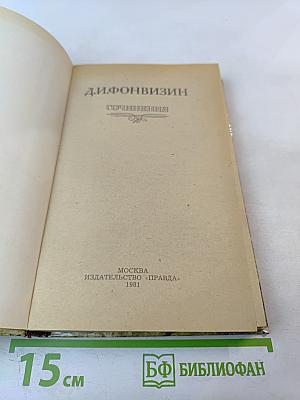 Д.И.ФОНВИЗИН
СОЧИНЕНИЯ
МОСКВА
ИЗДАТЕЛЬСТВО «ПРАВДА»
1981
15 см
БФ БИБЛИОФАН